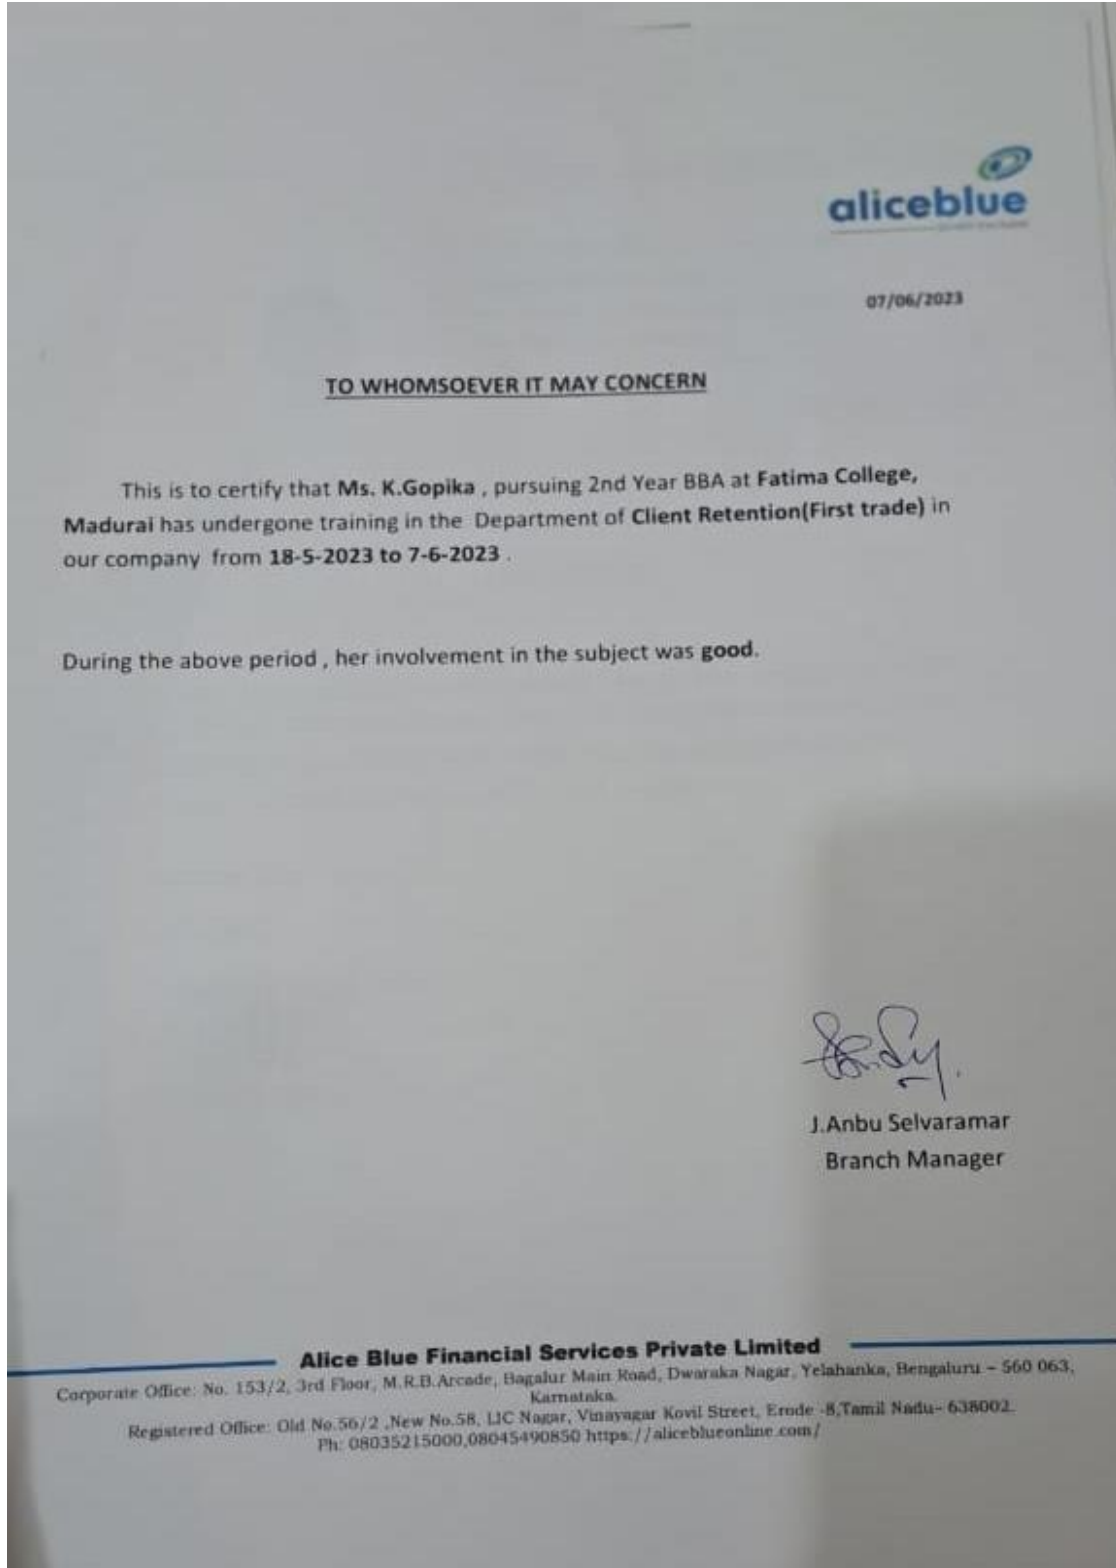 aliceblue
07/06/2023
TO WHOMSOEVER IT MAY CONCERN
This is to certify that Ms. K.Gopika , pursuing 2nd Year BBA at Fatima College,
Madurai has undergone training in the Department of Client Retention(First trade) in
our company from 18-5-2023 to 7-6-2023 .
During the above period , her involvement in the subject was good.
J.Anbu Selvaramar
Branch Manager
Alice Blue Financial Services Private Limited
Corporate Office: No. 153/2, 3rd Floor, M.R.B.Arcade, Bagalur Main Road, Dwaraka Nagar, Yelahanka, Bengaluru – 560 063,
Karnataka.
Registered Office: Old No.56/2 ,New No.58, LIC Nagar, Vinayagar Kovil Street, Erode -8,Tamil Nadu– 638002.
Ph: 08035215000,08045490850 https://aliceblueonline.com/